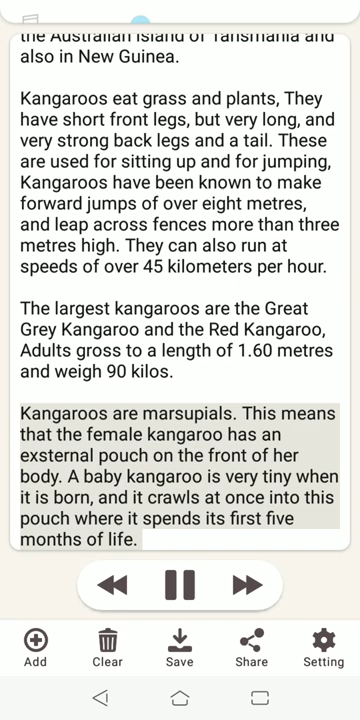 the Australian island of Tansmania and
also in New Guinea.
Kangaroos eat grass and plants, They
have short front legs, but very long, and
very strong back legs and a tail. These
are used for sitting up and for jumping,
Kangaroos have been known to make
forward jumps of over eight metres,
and leap across fences more than three
metres high. They can also run at
speeds of over 45 kilometers per hour.
The largest kangaroos are the Great
Grey Kangaroo and the Red Kangaroo,
Adults gross to a length of 1.60 metres
and weigh 90 kilos.
Kangaroos are marsupials. This means
that the female kangaroo has an
exsternal pouch on the front of her
body. A baby kangaroo is very tiny when
it is born, and it crawls at once into this
pouch where it spends its first five
months of life.
Add Clear Save Share Setting